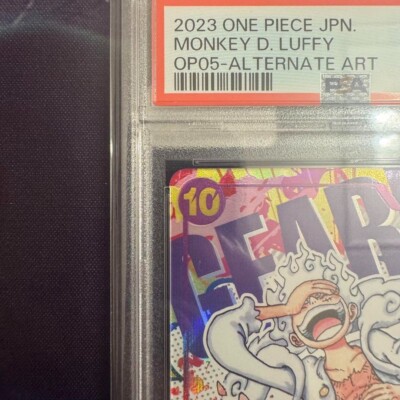 2023 ONE PIECE JPN.
MONKEY D. LUFFY
OP05-ALTERNATE ART
PSA
10
GEAR